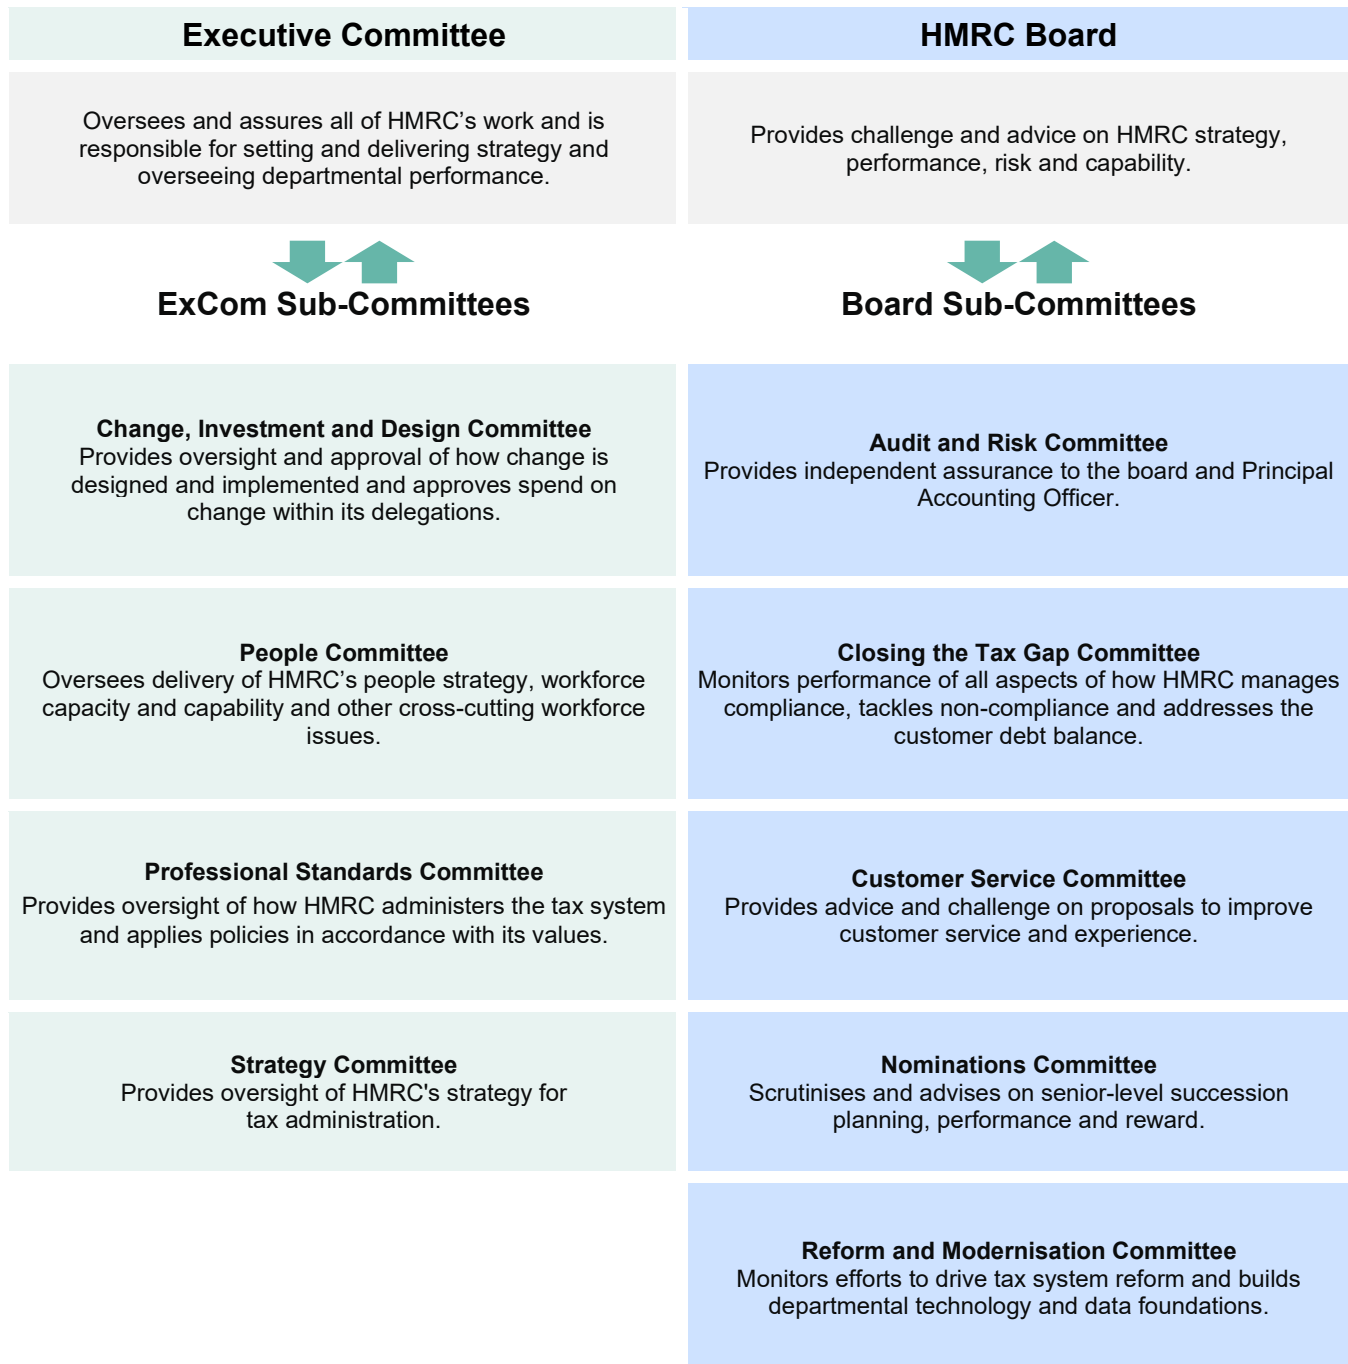 Executive Committee
Oversees and assures all of HMRC’s work and is
responsible for setting and delivering strategy and
overseeing departmental performance.
ExCom Sub-Committees
Change, Investment and Design Committee
Provides oversight and approval of how change is
designed and implemented and approves spend on
change within its delegations.
People Committee
Oversees delivery of HMRC’s people strategy, workforce
capacity and capability and other cross-cutting workforce
issues.
Professional Standards Committee
Provides oversight of how HMRC administers the tax system
and applies policies in accordance with its values.
Strategy Committee
Provides oversight of HMRC's strategy for
tax administration.
HMRC Board
Provides challenge and advice on HMRC strategy,
performance, risk and capability.
Board Sub-Committees
Audit and Risk Committee
Provides independent assurance to the board and Principal
Accounting Officer.
Closing the Tax Gap Committee
Monitors performance of all aspects of how HMRC manages
compliance, tackles non-compliance and addresses the
customer debt balance.
Customer Service Committee
Provides advice and challenge on proposals to improve
customer service and experience.
Nominations Committee
Scrutinises and advises on senior-level succession
planning, performance and reward.
Reform and Modernisation Committee
Monitors efforts to drive tax system reform and builds
departmental technology and data foundations.